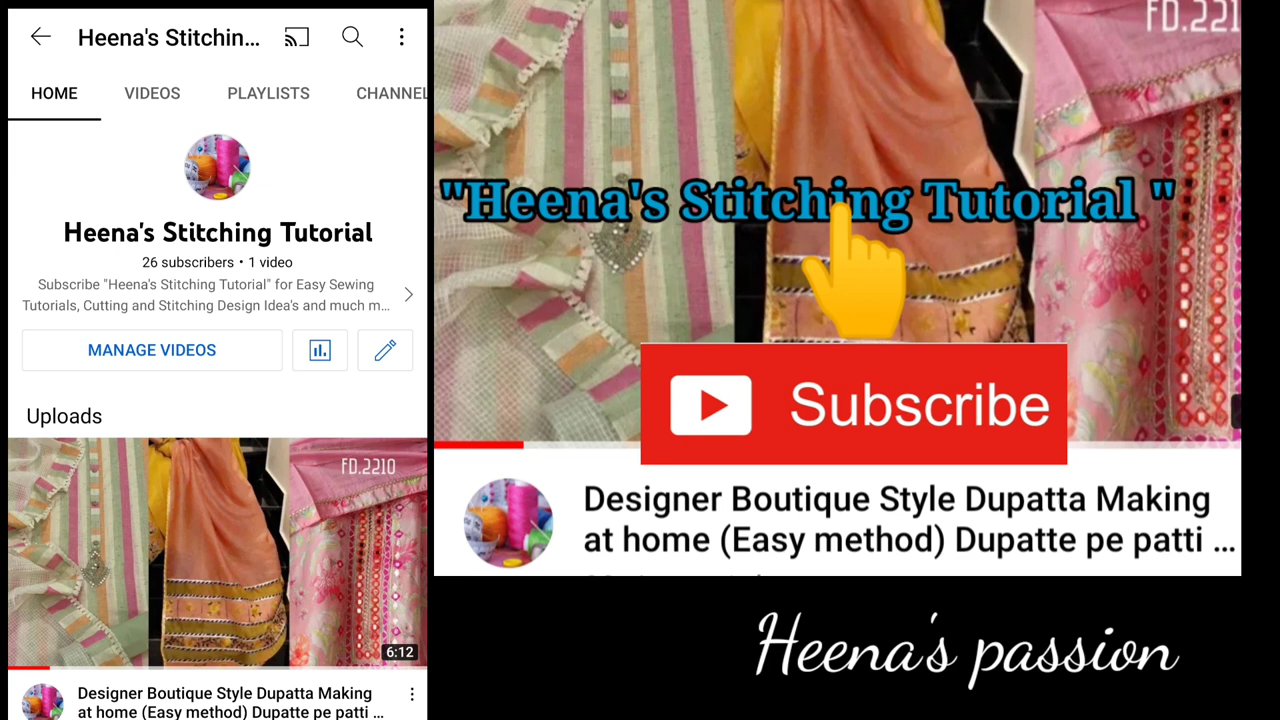 Heena's Stitchin...
HOME VIDEOS PLAYLISTS CHANNEL
Heena's Stitching Tutorial
26 subscribers • 1 video
Subscribe "Heena's Stitching Tutorial" for Easy Sewing
Tutorials, Cutting and Stitching Design Idea's and much m...
MANAGE VIDEOS
Uploads
FD.2210
6:12
Designer Boutique Style Dupatta Making
at home (Easy method) Dupatte pe patti ...
FD.221
"Heena's Stitching Tutorial "
Subscribe
Designer Boutique Style Dupatta Making
at home (Easy method) Dupatte pe patti ...
Heena's passion